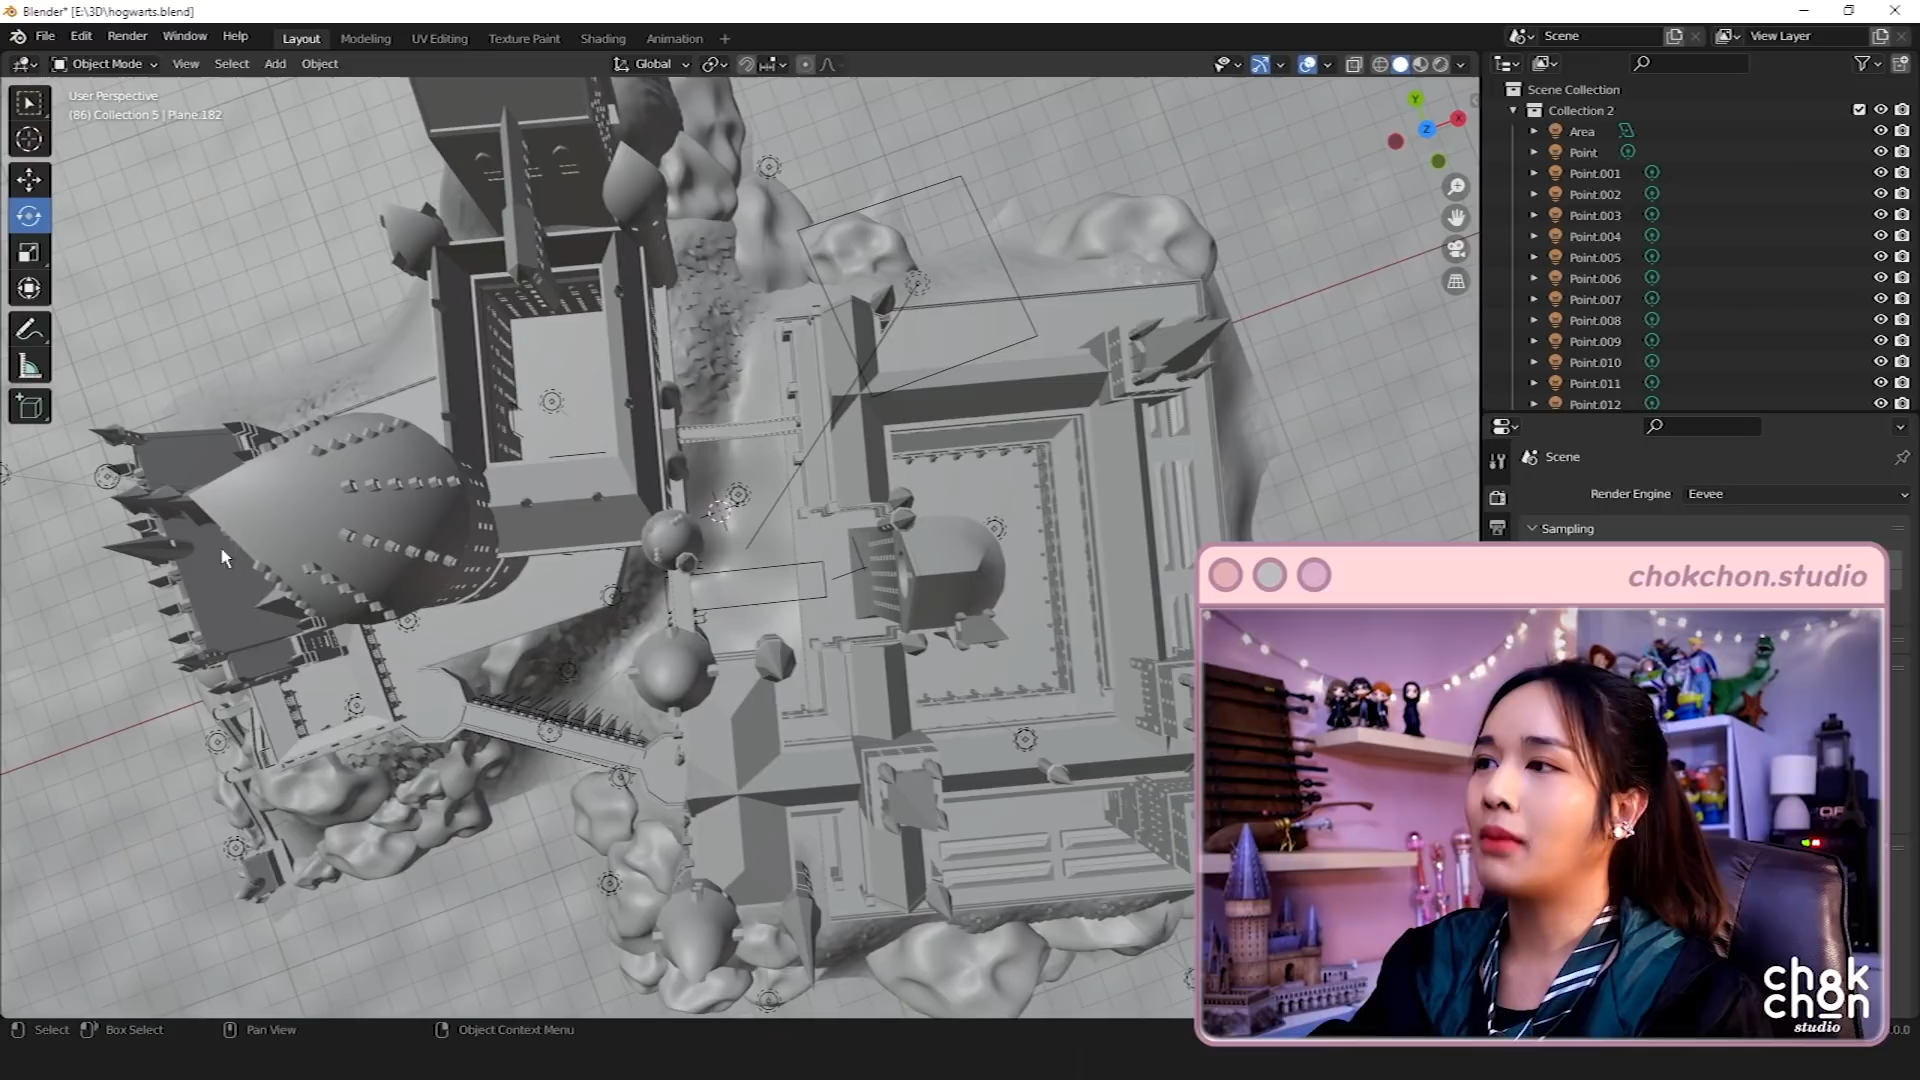 Blender* [E:\3D\hogwarts.blend]
File Edit Render Window Help Layout Modeling UV Editing Texture Paint Shading Animation +
Scene View Layer
Object Mode View Select Add Object Global
User Perspective
(86) Collection 5 | Plane.182
Y
X
Z
Scene Collection
Collection 2
Area
Point
Point.001
Point.002
Point.003
Point.004
Point.005
Point.006
Point.007
Point.008
Point.009
Point.010
Point.011
Point.012
Scene
Render Engine Eevee
Sampling
chokchon.studio
chok
chon
studio
Select Box Select Pan View Object Context Menu